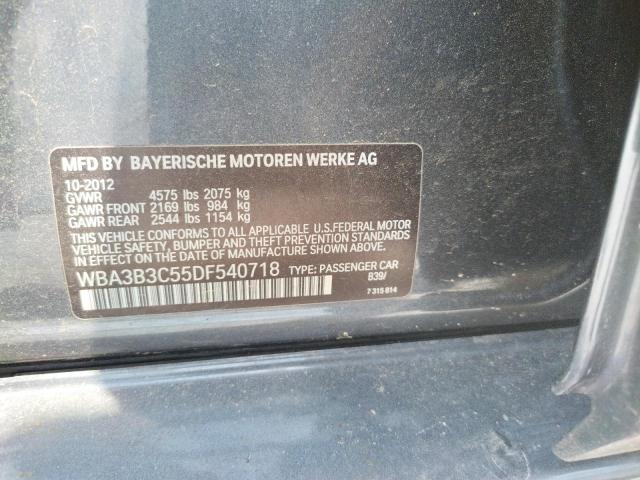 MFD BY BAYERISCHE MOTOREN WERKE AG
10-2012
GVWR 4575 lbs 2075 kg
GAWR FRONT 2169 lbs 984 kg
GAWR REAR 2544 lbs 1154 kg
THIS VEHICLE CONFORMS TO ALL APPLICABLE U.S.FEDERAL MOTOR
VEHICLE SAFETY, BUMPER AND THEFT PREVENTION STANDARDS
IN EFFECT ON THE DATE OF MANUFACTURE SHOWN ABOVE.
WBA3B3C55DF540718 TYPE: PASSENGER CAR
B39/
7 315 814